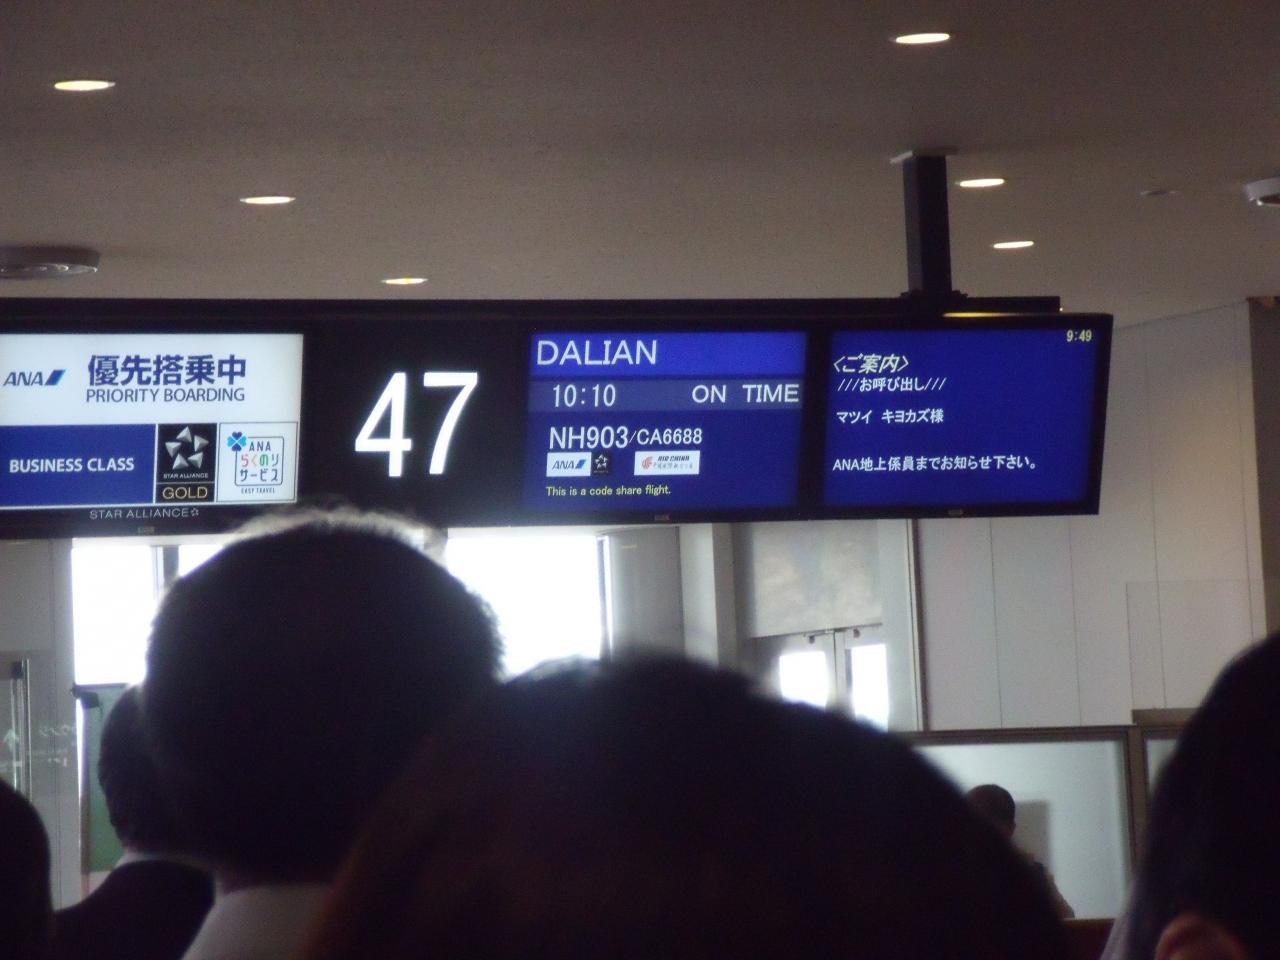 ANA
優先搭乗中
PRIORITY BOARDING
BUSINESS CLASS
STAR ALLIANCE
GOLD
ANA
らくのり
サービス
EASY TRAVEL
STAR ALLIANCE
47
DALIAN
10:10 ON TIME
NH903/CA6688
ANA
AIR CHINA
This is a code share flight.
9:49
<ご案内>
///お呼び出し///
マツイ キヨカズ様
ANA地上係員までお知らせ下さい。